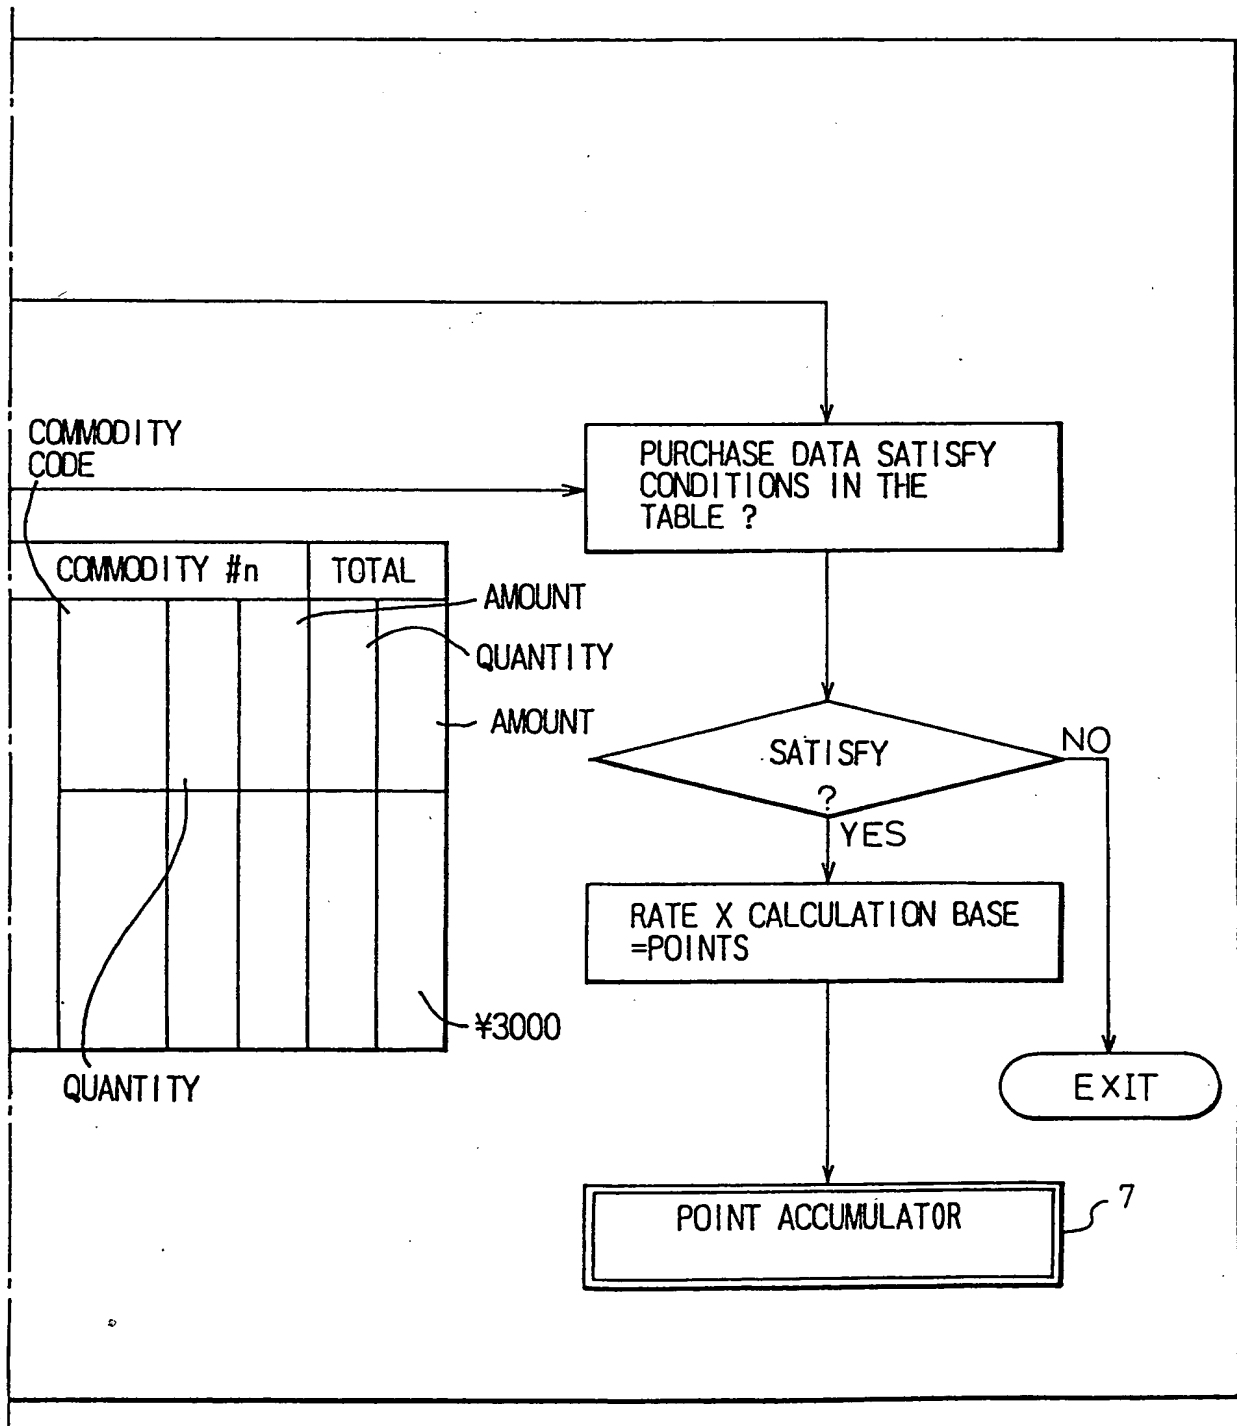 COMMODITY
CODE
PURCHASE DATA SATISFY
CONDITIONS IN THE
TABLE ?
COMMODITY #n
TOTAL
AMOUNT
QUANTITY
AMOUNT
SATISFY
?
NO
YES
RATE X CALCULATION BASE
=POINTS
¥3000
QUANTITY
EXIT
POINT ACCUMULATOR
7